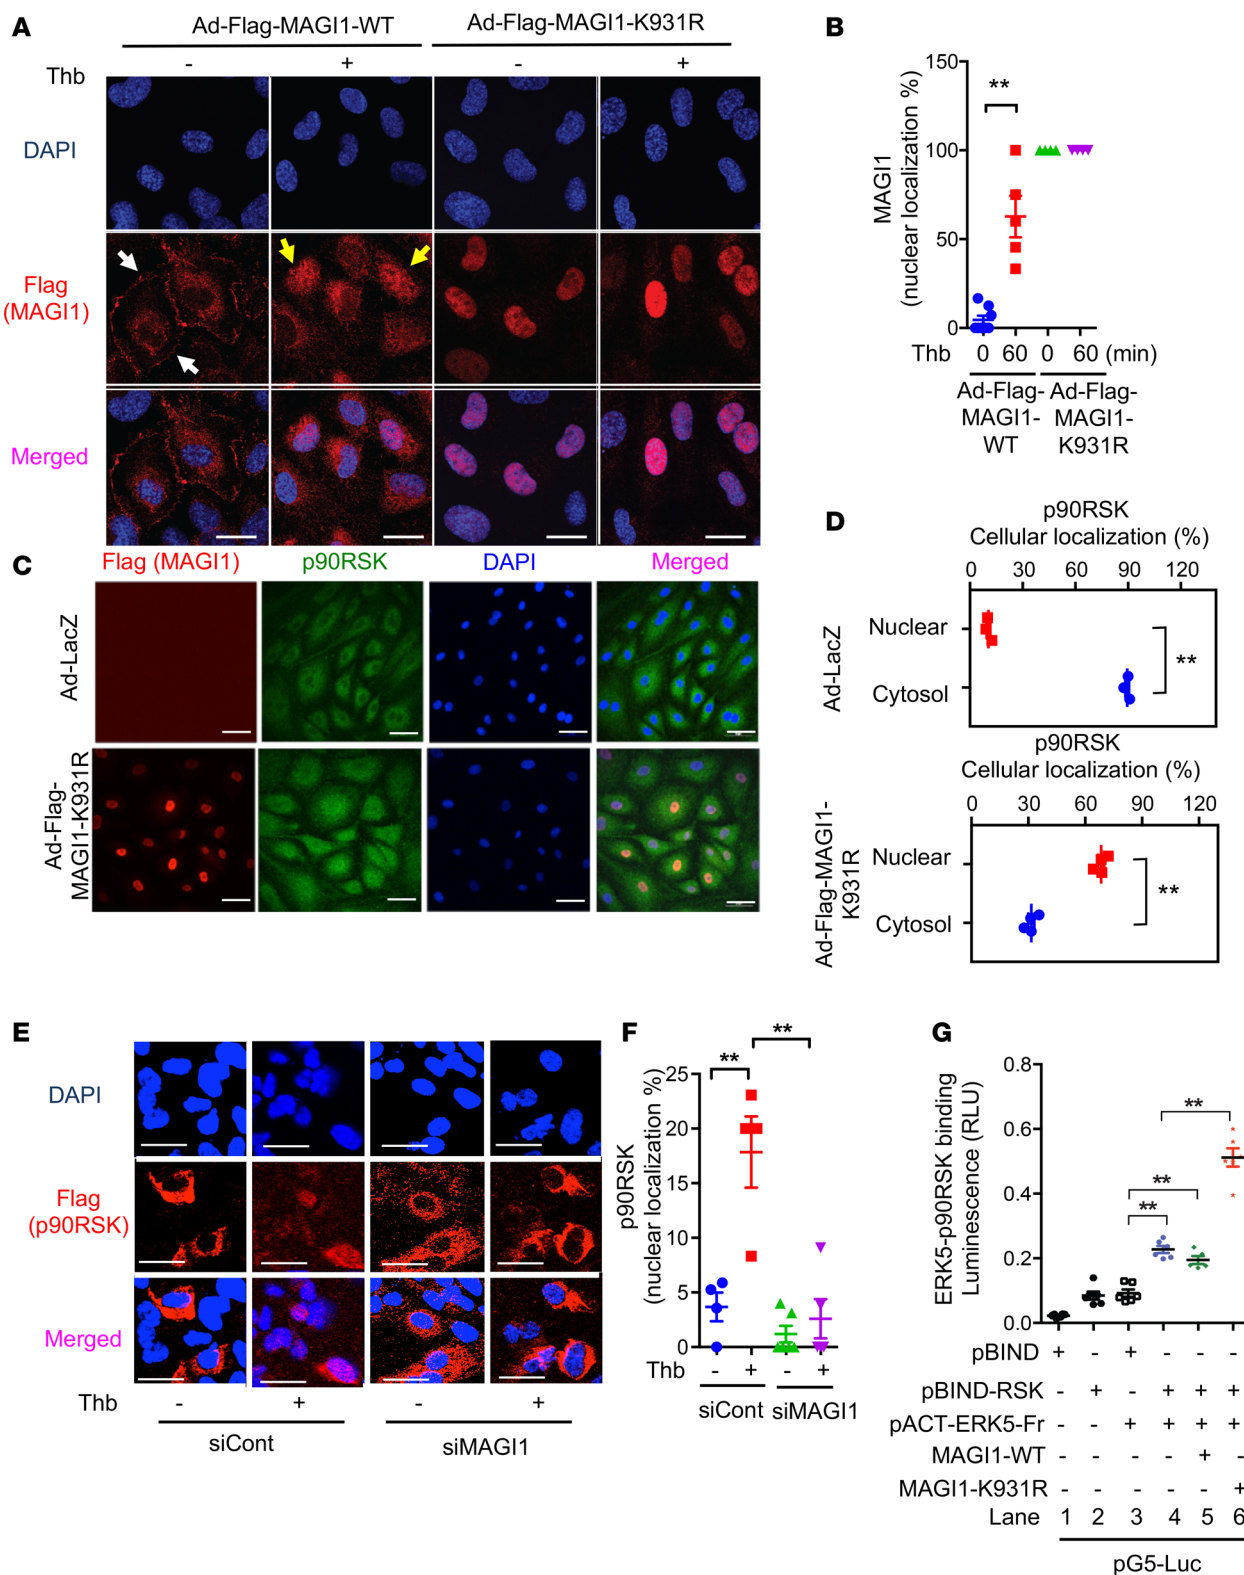 A
Ad-Flag-MAGI1-WT
Ad-Flag-MAGI1-K931R
Thb
-
+
-
+
DAPI
Flag
(MAGI1)
Merged
B
MAGI1
(nuclear localization %)
150
100
50
0
**
Thb
0
60
0
60
(min)
Ad-Flag-
MAGI1-
WT
Ad-Flag-
MAGI1-
K931R
C
Flag (MAGI1)
p90RSK
DAPI
Merged
Ad-LacZ
Ad-Flag-
MAGI1-K931R
D
p90RSK
Cellular localization (%)
0 30 60 90 120
Ad-LacZ
Nuclear
Cytosol
**
p90RSK
Cellular localization (%)
0 30 60 90 120
Ad-Flag-MAGI1-
K931R
Nuclear
Cytosol
**
E
DAPI
Flag
(p90RSK)
Merged
Thb
-
+
-
+
siCont
siMAGI1
F
p90RSK
(nuclear localization %)
25
20
15
10
5
0
**
**
Thb - + - +
siCont
siMAGI1
G
ERK5-p90RSK binding
Luminescence (RLU)
0.8
0.6
0.4
0.2
0.0
**
**
**
pBIND + - + - - -
pBIND-RSK - + - + + +
pACT-ERK5-Fr - - + + + +
MAGI1-WT - - - - + -
MAGI1-K931R - - - - - +
Lane 1 2 3 4 5 6
pG5-Luc